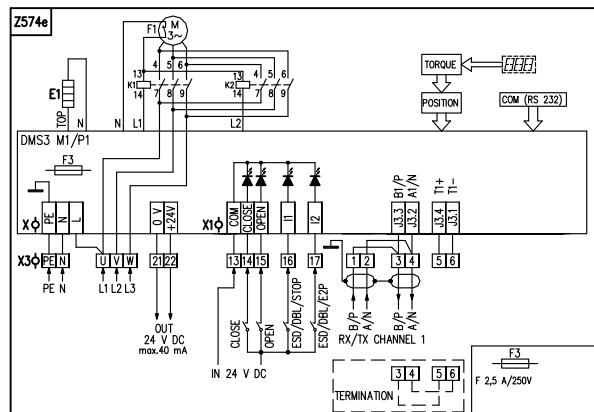 Z574e
F1
M
3~
4 5 6
4 5 6
13
K1
14
7 8 9
13
K2
14
7 8 9
E1
TOP
N
N
L1
L2
TORQUE
POSITION
COM (RS 232)
DMS3 M1/P1
F3
X
PE
N
L
0 V
+24V
X1
COM
CLOSE
OPEN
I1
I2
J3.3
B1/P
J3.2
A1/N
J3.4
T1+
J3.1
T1-
X3
PE N
U V W
21 22
13 14 15
16
17
1 2
3 4
5 6
PE N
L1 L2 L3
OUT
24 V DC
max.40 mA
CLOSE
OPEN
ESD/DBL/STOP
ESD/DBL/E2P
IN 24 V DC
B/P
A/N
B/P
A/N
RX/TX CHANNEL 1
3 4
5 6
TERMINATION
F3
F 2,5 A/250V